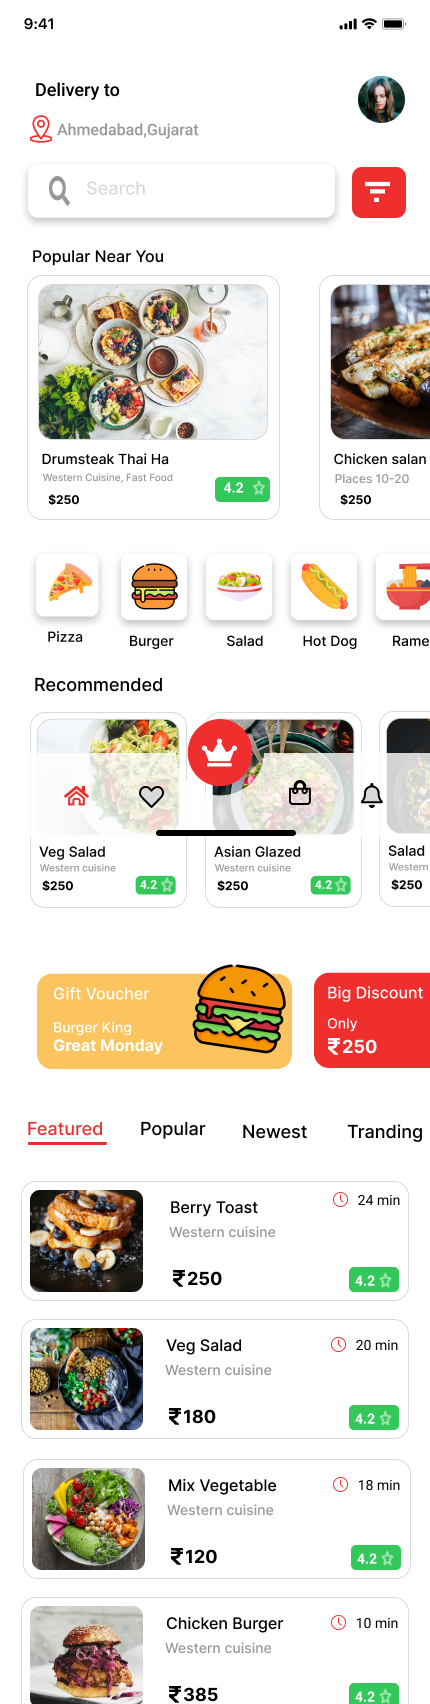 9:41
Delivery to
Ahmedabad,Gujarat
Search
Popular Near You
Drumsteak Thai Ha
Western Cuisine, Fast Food
$250
4.2
Chicken salan
Places 10-20
$250
Pizza
Burger
Salad
Hot Dog
Rame
Recommended
Veg Salad
Western cuisine
$250
4.2
Asian Glazed
Western cuisine
$250
4.2
Salad
Western
$250
Gift Voucher
Burger King
Great Monday
Big Discount
Only
₹250
Featured
Popular
Newest
Tranding
Berry Toast
24 min
Western cuisine
₹250
4.2
Veg Salad
20 min
Western cuisine
₹180
4.2
Mix Vegetable
18 min
Western cuisine
₹120
4.2
Chicken Burger
10 min
Western cuisine
₹385
4.2